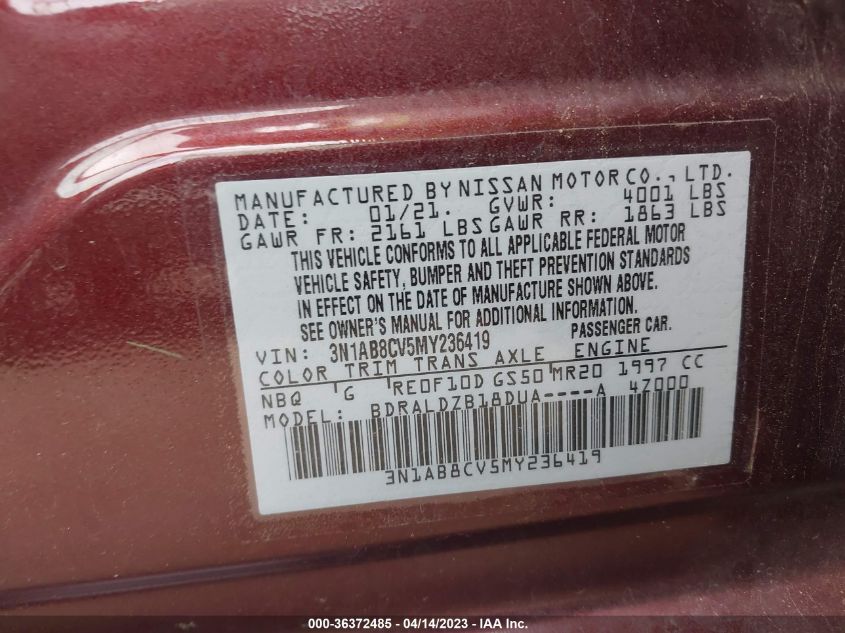 MANUFACTURED BY NISSAN MOTOR CO., LTD.
DATE: 01/21. GVWR: 4001 LBS
GAWR FR: 2161 LBS GAWR RR: 1863 LBS
THIS VEHICLE CONFORMS TO ALL APPLICABLE FEDERAL MOTOR
VEHICLE SAFETY, BUMPER AND THEFT PREVENTION STANDARDS
IN EFFECT ON THE DATE OF MANUFACTURE SHOWN ABOVE.
SEE OWNER'S MANUAL FOR ADDITIONAL INFORMATION.
VIN: 3N1AB8CV5MY236419 PASSENGER CAR.
COLOR TRIM TRANS AXLE ENGINE
NBQ G RE0F10D GS50 MR20 1997 CC
MODEL: BDRALDZB18DUA----A 4Z000
3N1AB8CV5MY236419
000-36372485 - 04/14/2023 - IAA Inc.